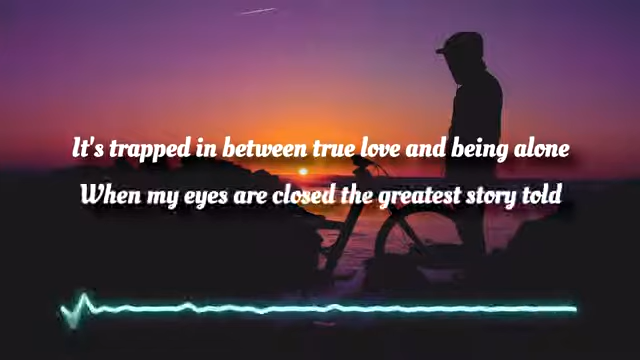 It's trapped in between true love and being alone
When my eyes are closed the greatest story told